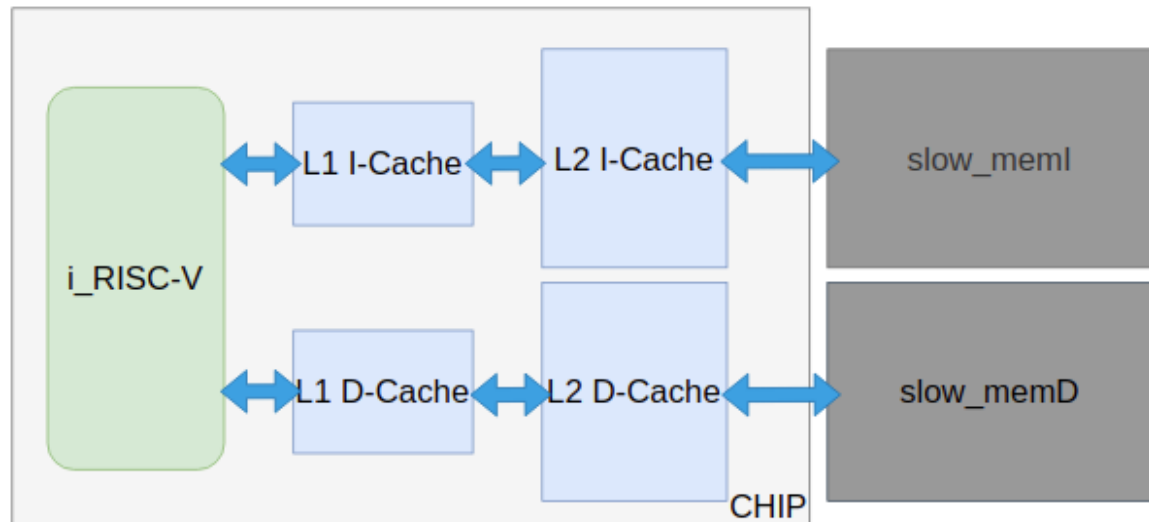 L1 I-Cache
L2 I-Cache
slow_memI
i_RISC-V
L1 D-Cache
L2 D-Cache
slow_memD
CHIP